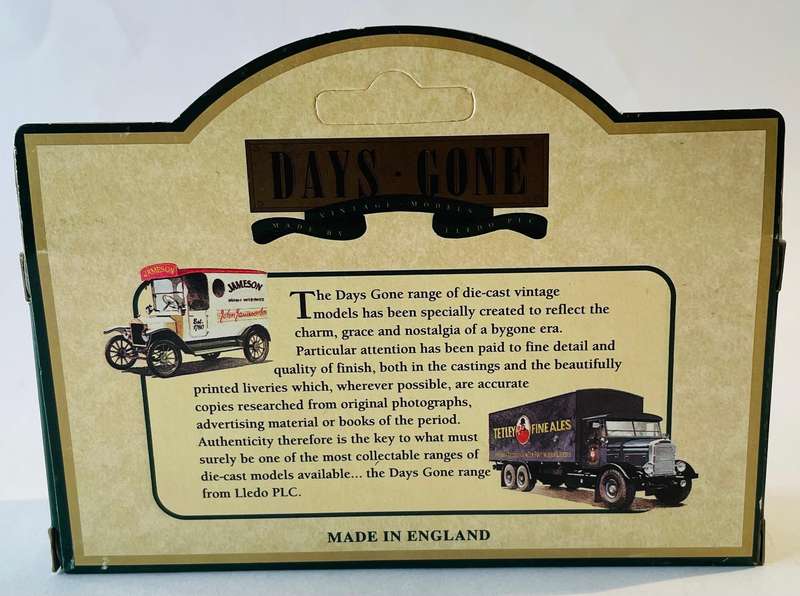 DAYS · GONE
VINTAGE MODELS
MADE BY LLEDO PLC
JAMESON
JAMESON
IRISH WHISKEY
Est. 1780
John Jameson & Son
The Days Gone range of die-cast vintage
models has been specially created to reflect the
charm, grace and nostalgia of a bygone era.
Particular attention has been paid to fine detail and
quality of finish, both in the castings and the beautifully
printed liveries which, wherever possible, are accurate
copies researched from original photographs,
advertising material or books of the period.
Authenticity therefore is the key to what must
surely be one of the most collectable ranges of
die-cast models available... the Days Gone range
from Lledo PLC.
TETLEY FINE ALES
MADE IN ENGLAND